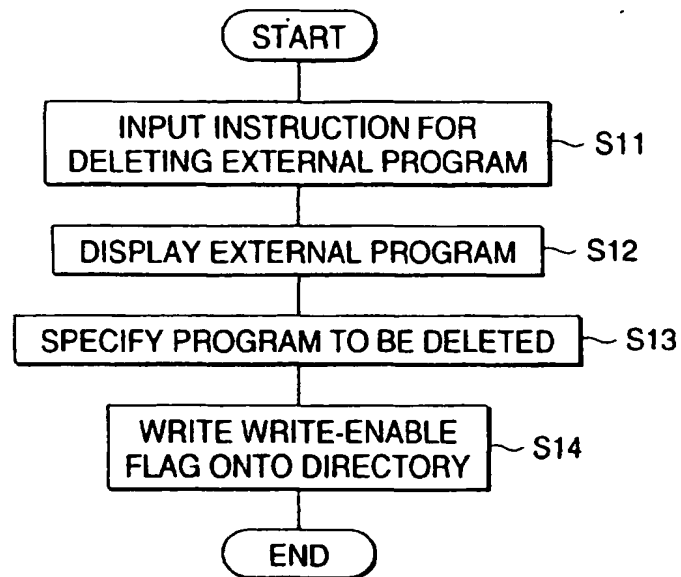 START
INPUT INSTRUCTION FOR
DELETING EXTERNAL PROGRAM
S11
DISPLAY EXTERNAL PROGRAM
S12
SPECIFY PROGRAM TO BE DELETED
S13
WRITE WRITE-ENABLE
FLAG ONTO DIRECTORY
S14
END